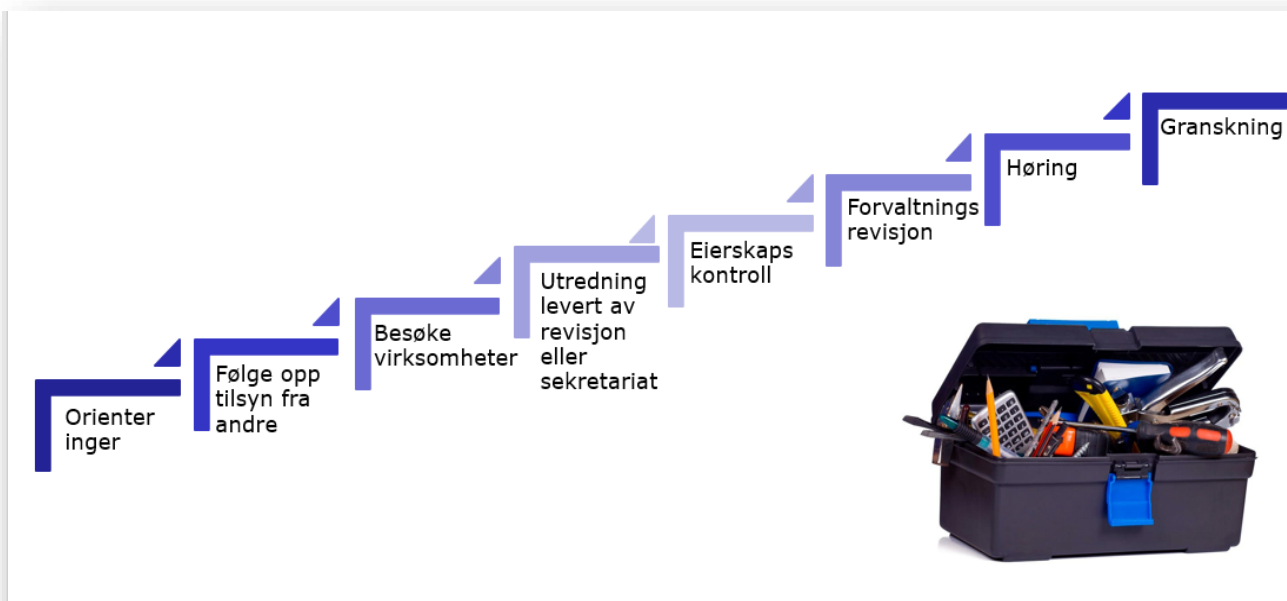 Orienter
inger
Følge opp
tilsyn fra
andre
Besøke
virksomheter
Utredning
levert av
revisjon
eller
sekretariat
Eierskaps
kontroll
Forvaltnings
revisjon
Høring
Granskning